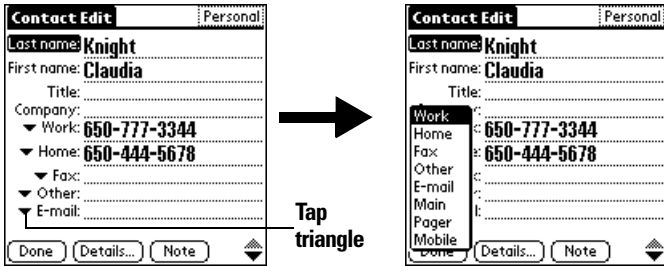 Contact Edit Personal
Last name: Knight
First name: Claudia
Title:
Company:
Work: 650-777-3344
Home: 650-444-5678
Fax:
Other:
E-mail:
Done Details... Note
Tap
triangle
Contact Edit Personal
Last name: Knight
First name: Claudia
Title:
Work
650-777-3344
Home
650-444-5678
Fax
Other
E-mail
Main
Pager
Mobile
Done Details... Note